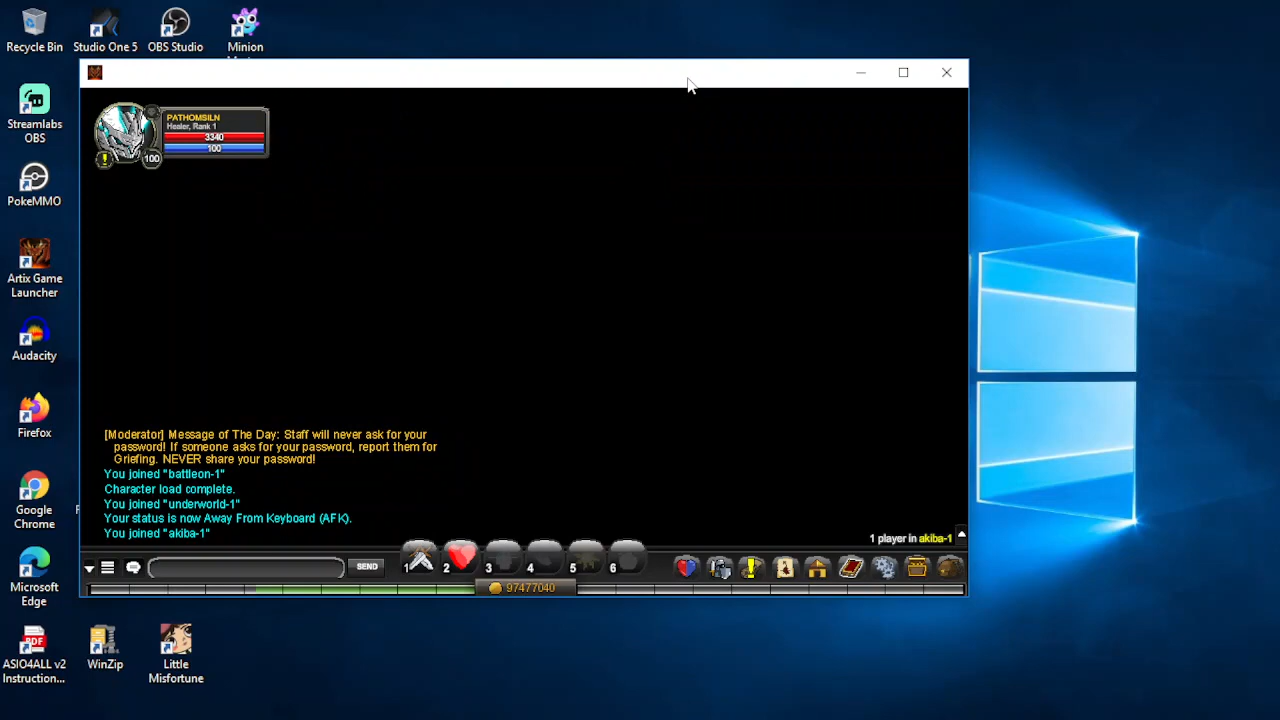 Recycle Bin
Studio One 5
OBS Studio
Minion
Streamlabs
OBS
PokeMMO
Artix Game
Launcher
Audacity
Firefox
Google
Chrome
Microsoft
Edge
ASIO4ALL v2
Instruction...
WinZip
Little
Misfortune
PATHOMSILN
Healer, Rank 1
3340
100
100
[Moderator] Message of The Day: Staff will never ask for your
password! If someone asks for your password, report them for
Griefing. NEVER share your password!
You joined "battleon-1"
Character load complete.
You joined "underworld-1"
Your status is now Away From Keyboard (AFK).
You joined "akiba-1"
1 player in akiba-1
SEND
1
2
3
4
5
6
97477040